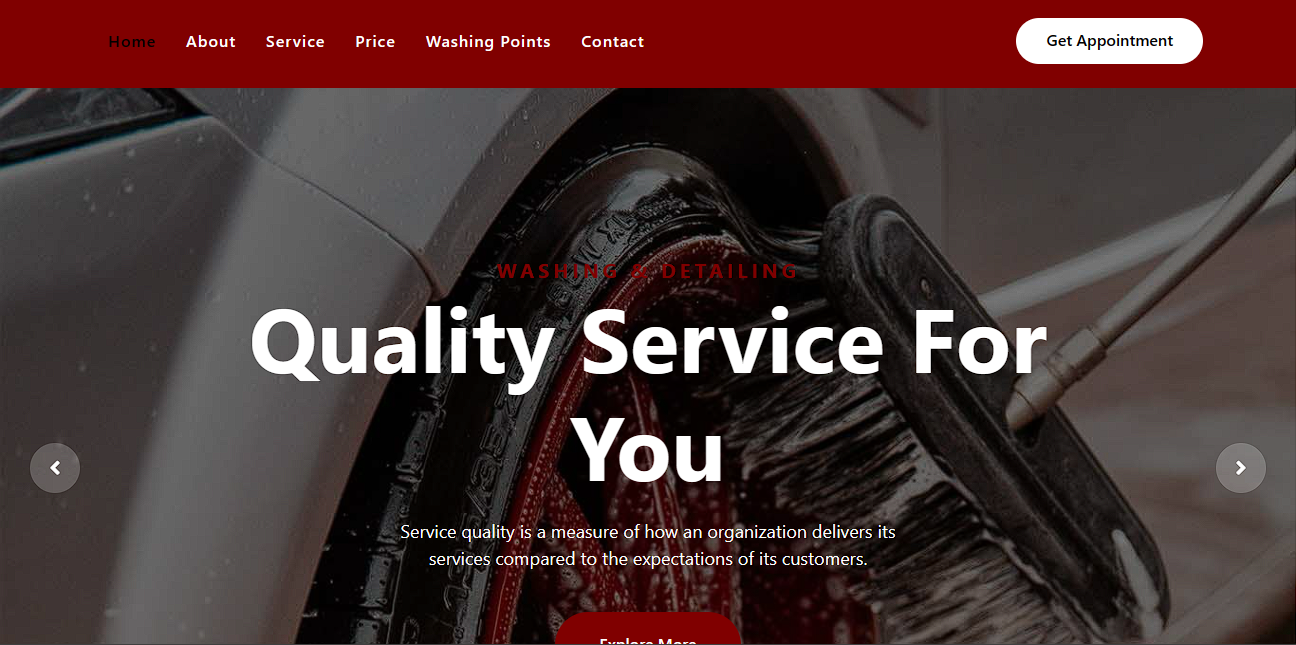 Home About Service Price Washing Points Contact Get Appointment
WASHING & DETAILING
Quality Service For
You
Service quality is a measure of how an organization delivers its
services compared to the expectations of its customers.
Explore More